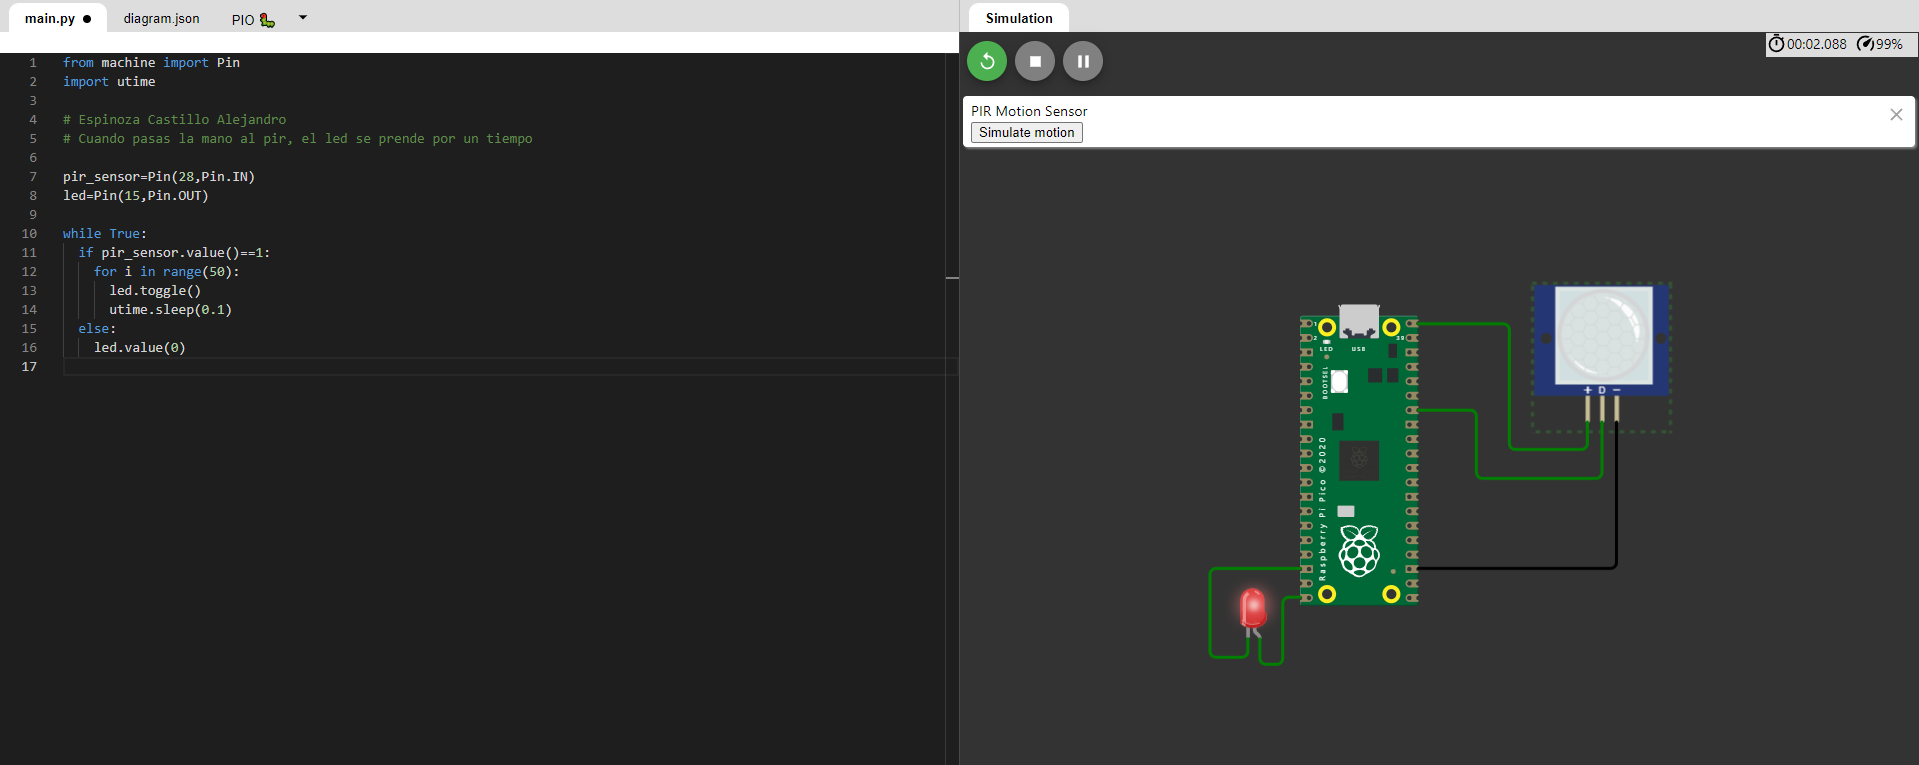 main.py
diagram.json
PIO
Simulation
1 from machine import Pin
2 import utime
3
4 # Espinoza Castillo Alejandro
5 # Cuando pasas la mano al pir, el led se prende por un tiempo
6
7 pir_sensor=Pin(28,Pin.IN)
8 led=Pin(15,Pin.OUT)
9
10 while True:
11 if pir_sensor.value()==1:
12 for i in range(50):
13 led.toggle()
14 utime.sleep(0.1)
15 else:
16 led.value(0)
17
00:02.088 99%
PIR Motion Sensor
Simulate motion
1
2
39
LED
USB
BOOTSEL
Raspberry Pi Pico ©2020
+ D −